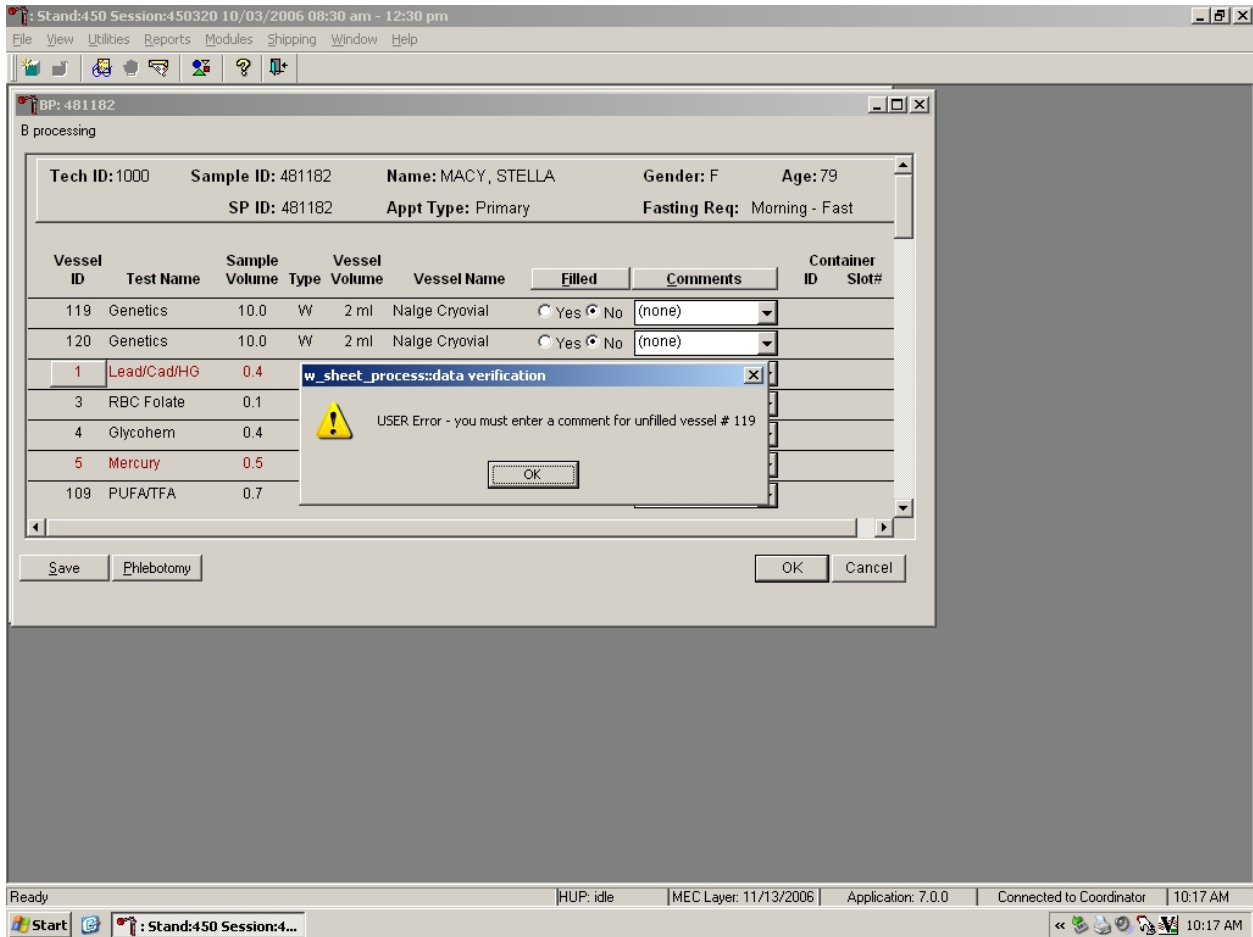 : Stand:450 Session:450320 10/03/2006 08:30 am - 12:30 pm
File View Utilities Reports Modules Shipping Window Help
BP: 481182
B processing
Tech ID: 1000 Sample ID: 481182 Name: MACY, STELLA Gender: F Age: 79
SP ID: 481182 Appt Type: Primary Fasting Req: Morning - Fast
Vessel Sample Vessel Container
ID Test Name Volume Type Volume Vessel Name Filled Comments ID Slot#
119 Genetics 10.0 W 2 ml Nalge Cryovial Yes No (none)
120 Genetics 10.0 W 2 ml Nalge Cryovial Yes No (none)
1 Lead/Cad/HG 0.4
3 RBC Folate 0.1
4 Glycohem 0.4
5 Mercury 0.5
109 PUFA/TFA 0.7
w_sheet_process::data verification
USER Error - you must enter a comment for unfilled vessel # 119
OK
Save Phlebotomy OK Cancel
Ready HUP: idle MEC Layer: 11/13/2006 Application: 7.0.0 Connected to Coordinator 10:17 AM
Start : Stand:450 Session:4... « 10:17 AM